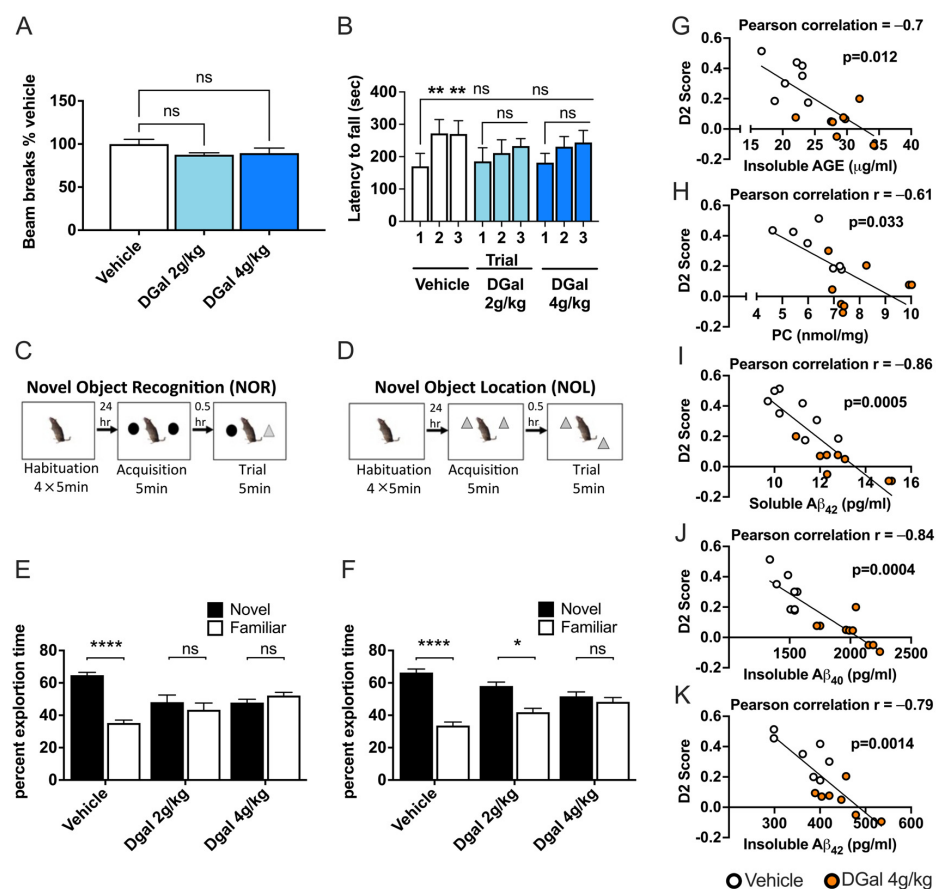 A
Beam breaks % vehicle
150
100
50
0
ns
ns
Vehicle
DGal 2g/kg
DGal 4g/kg
B
Latency to fall (sec)
400
300
200
100
0
** ** ns ns
ns ns
1 2 3 1 2 3 1 2 3
Trial
Vehicle DGal 2g/kg DGal 4g/kg
C
Novel Object Recognition (NOR)
24 hr
0.5 hr
Habituation Acquisition Trial
4×5min 5min 5min
D
Novel Object Location (NOL)
24 hr
0.5 hr
Habituation Acquisition Trial
4×5min 5min 5min
E
percent explortion time
80
60
40
20
0
Novel
Familiar
**** ns ns
Vehicle
Dgal 2g/kg
Dgal 4g/kg
F
percent explortion time
80
60
40
20
0
Novel
Familiar
**** * ns
Vehicle
Dgal 2g/kg
Dgal 4g/kg
G
Pearson correlation = –0.7
p=0.012
D2 Score
0.6
0.4
0.2
0.0
-0.2
5 15 20 25 30 35
Insoluble AGE (μg/ml)
H
Pearson correlation r = –0.61
p=0.033
D2 Score
0.6
0.4
0.2
0.0
-0.2
4 4 5 6 7 8 9 10
PC (nmol/mg)
I
Pearson correlation r = –0.86
p=0.0005
D2 Score
0.6
0.4
0.2
0.0
-0.2
10 12 14 16
Soluble Aβ42 (pg/ml)
J
Pearson correlation r = –0.84
p=0.0004
D2 Score
0.6
0.4
0.2
0.0
-0.2
1500 2000 2500
Insoluble Aβ40 (pg/ml)
K
Pearson correlation r = –0.79
p=0.0014
D2 Score
0.6
0.4
0.2
0.0
-0.2
300 400 500 600
Insoluble Aβ42 (pg/ml)
Vehicle DGal 4g/kg